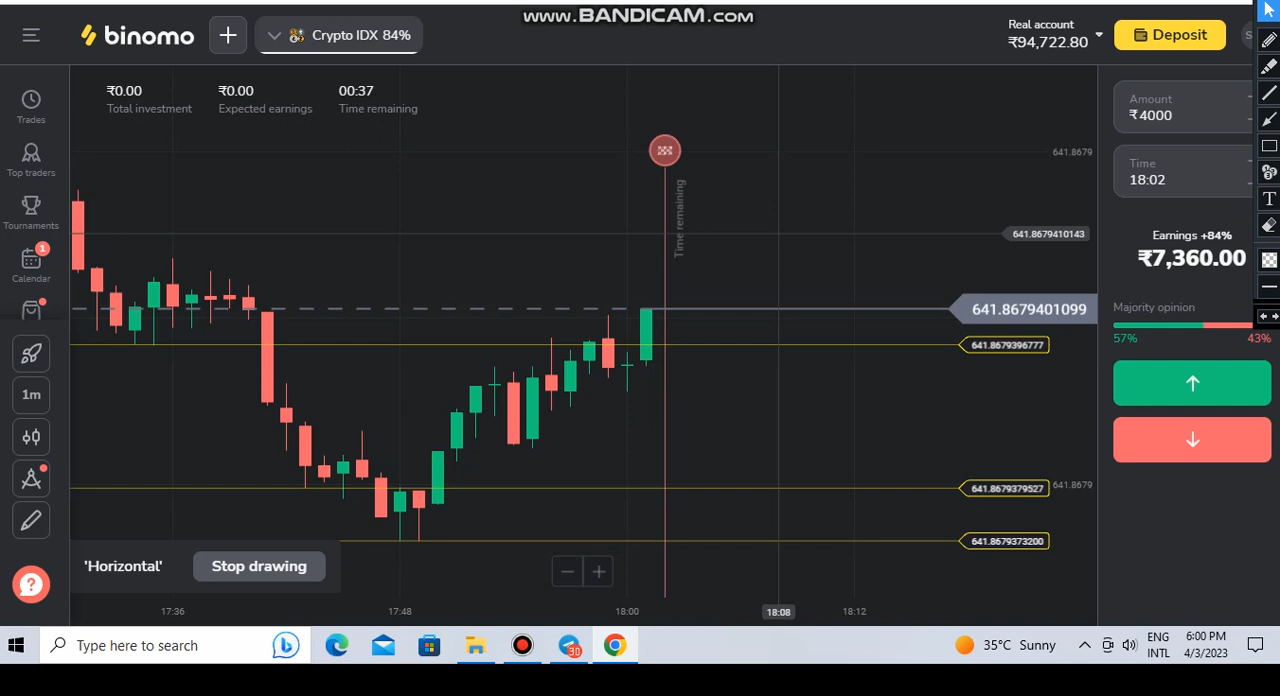 www.BANDICAM.com
binomo
Crypto IDX 84%
Real account
₹94,722.80
Deposit
₹0.00
Total investment
₹0.00
Expected earnings
00:37
Time remaining
Trades
Top traders
Tournaments
1
Calendar
1m
Time remaining
641.8679
641.8679410143
641.8679401099
641.8679396777
641.8679379527
641.8679
641.8679373200
Amount
₹4000
Time
18:02
Earnings +84%
₹7,360.00
Majority opinion
57%
43%
'Horizontal'
Stop drawing
17:36
17:48
18:00
18:08
18:12
Type here to search
30
35°C Sunny
ENG
INTL
6:00 PM
4/3/2023